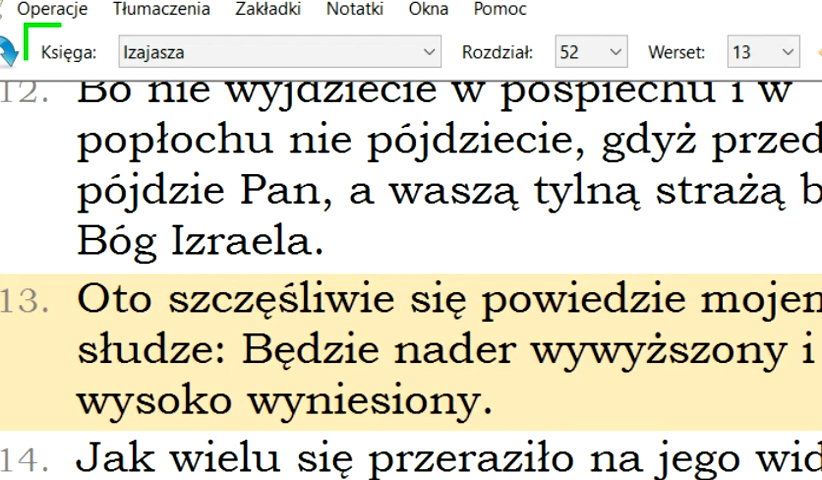 Operacje Tłumaczenia Zakładki Notatki Okna Pomoc
Księga: Izajasza Rozdział: 52 Werset: 13
12. Bo nie wyjdziecie w pośpiechu i w
popłochu nie pójdziecie, gdyż przed
pójdzie Pan, a waszą tylną strażą b
Bóg Izraela.
13. Oto szczęśliwie się powiedzie mojem
słudze: Będzie nader wywyższony i
wysoko wyniesiony.
14. Jak wielu się przeraziło na jego wid